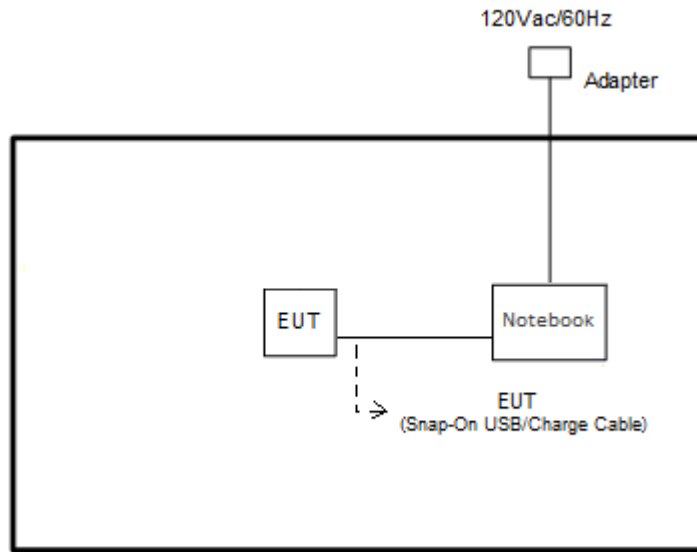 120Vac/60Hz
Adapter
EUT
Notebook
EUT
(Snap-On USB/Charge Cable)